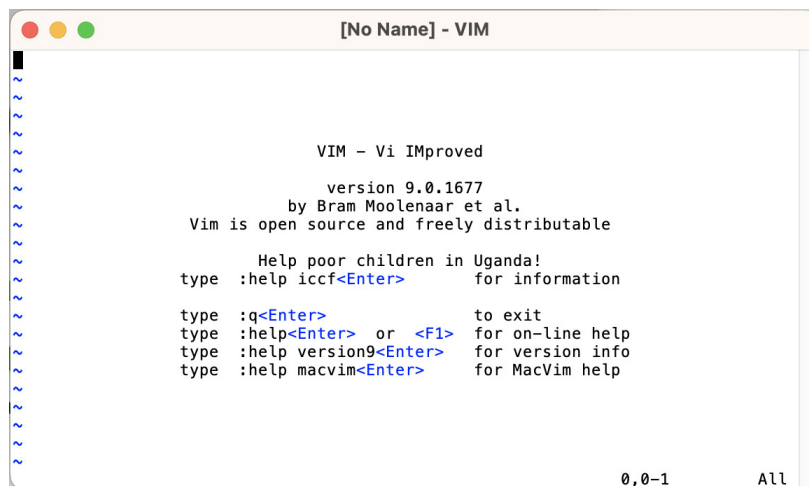 [No Name] - VIM
~
~
~
~
~
VIM – Vi IMproved
~
~
version 9.0.1677
~
by Bram Moolenaar et al.
~
Vim is open source and freely distributable
~
~
Help poor children in Uganda!
~
type :help iccf<Enter> for information
~
~
type :q<Enter> to exit
~
type :help<Enter> or <F1> for on-line help
~
type :help version9<Enter> for version info
~
type :help macvim<Enter> for MacVim help
~
~
~
~
~
0,0–1 All